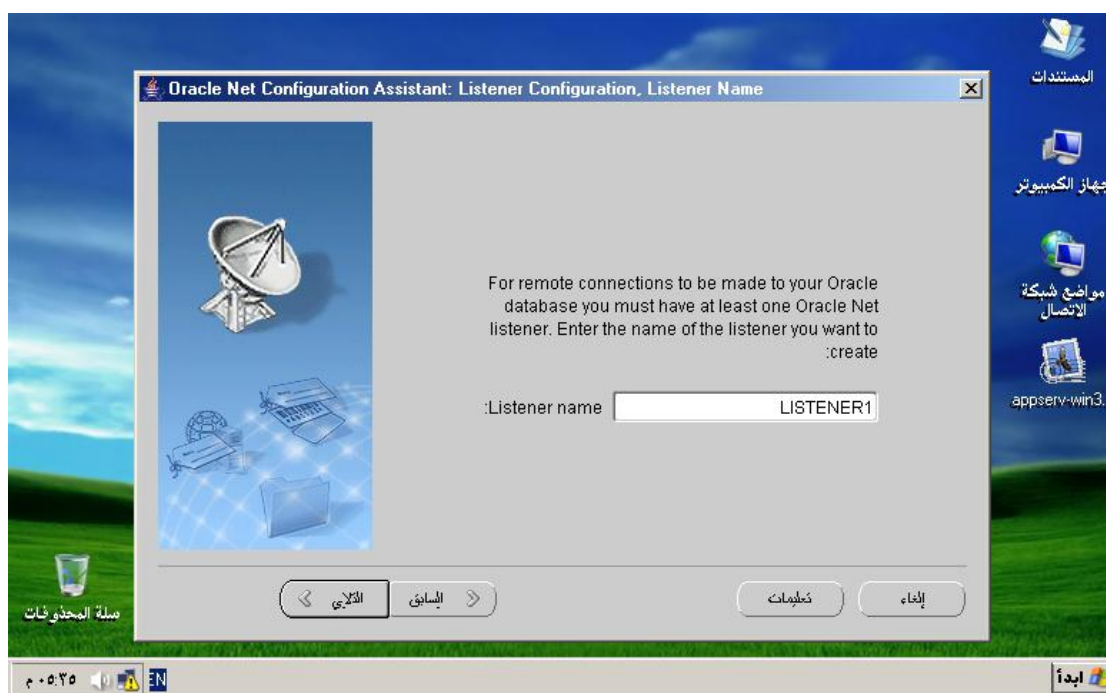 المستندات
جهاز الكمبيوتر
مواضع شبكة
الاتصال
appserv-win3.
سلة المحذوفات
Oracle Net Configuration Assistant: Listener Configuration, Listener Name
For remote connections to be made to your Oracle
database you must have at least one Oracle Net
listener. Enter the name of the listener you want to
:create
:Listener name
LISTENER1
إلغاء
تعليمات
السابق
التالي
ابدأ
EN
٠٥:٣٥ م